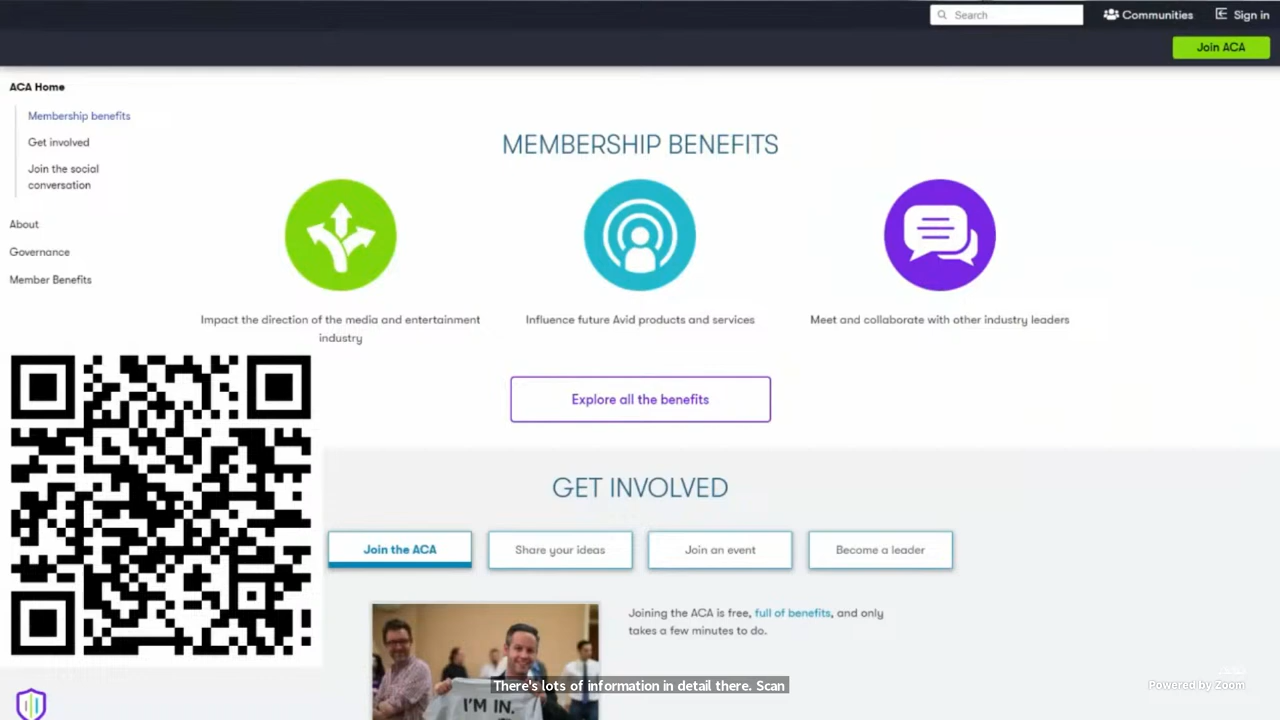 Search
Communities
Sign in
Join ACA
ACA Home
Membership benefits
Get involved
Join the social
conversation
About
Governance
Member Benefits
MEMBERSHIP BENEFITS
Impact the direction of the media and entertainment
industry
Influence future Avid products and services
Meet and collaborate with other industry leaders
Explore all the benefits
GET INVOLVED
Join the ACA
Share your ideas
Join an event
Become a leader
Joining the ACA is free, full of benefits, and only
takes a few minutes to do.
I'M IN.
There's lots of information in detail there. Scan
Powered by Zoom